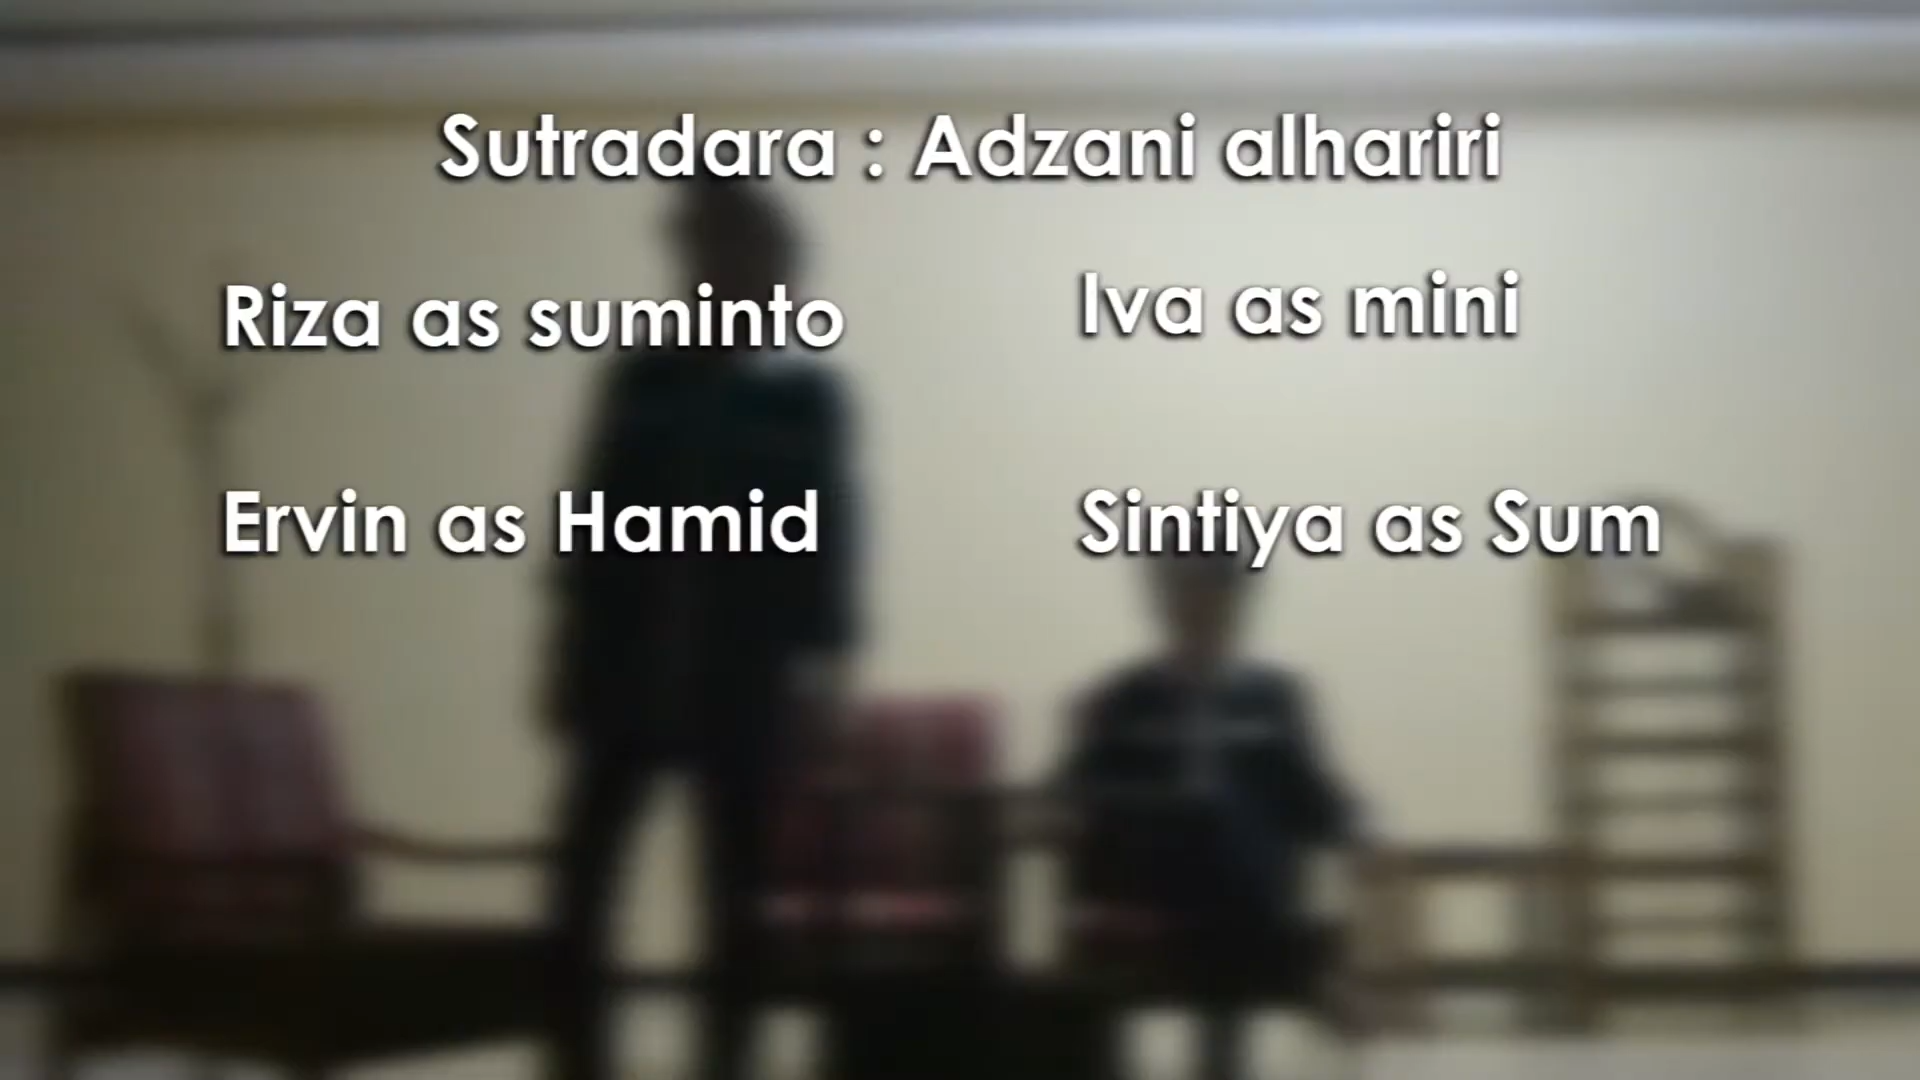 Sutradara : Adzani alhariri
Riza as suminto
Iva as mini
Ervin as Hamid
Sintiya as Sum